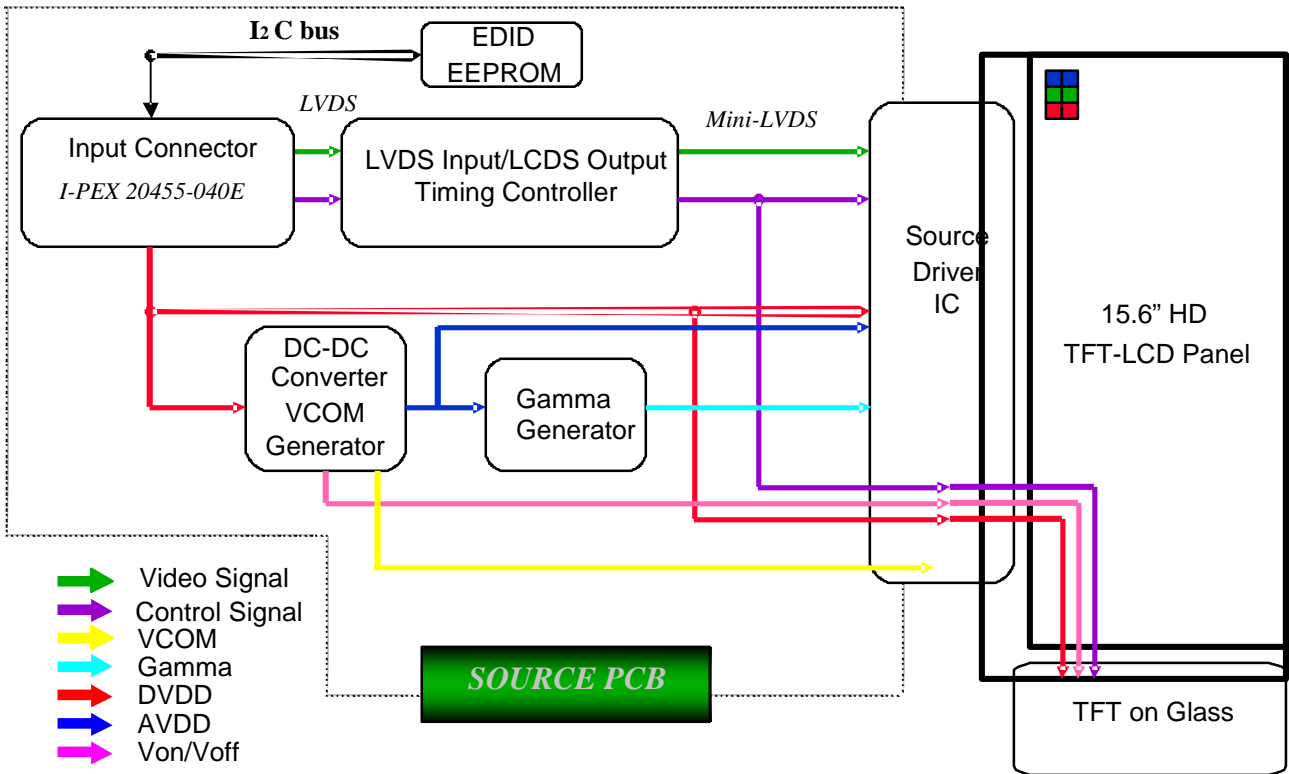 I2 C bus
EDID
EEPROM
LVDS
Mini-LVDS
Input Connector
I-PEX 20455-040E
LVDS Input/LCDS Output
Timing Controller
Source
Driver
IC
15.6” HD
TFT-LCD Panel
DC-DC
Converter
VCOM
Generator
Gamma
Generator
Video Signal
Control Signal
VCOM
Gamma
DVDD
AVDD
Von/Voff
SOURCE PCB
TFT on Glass